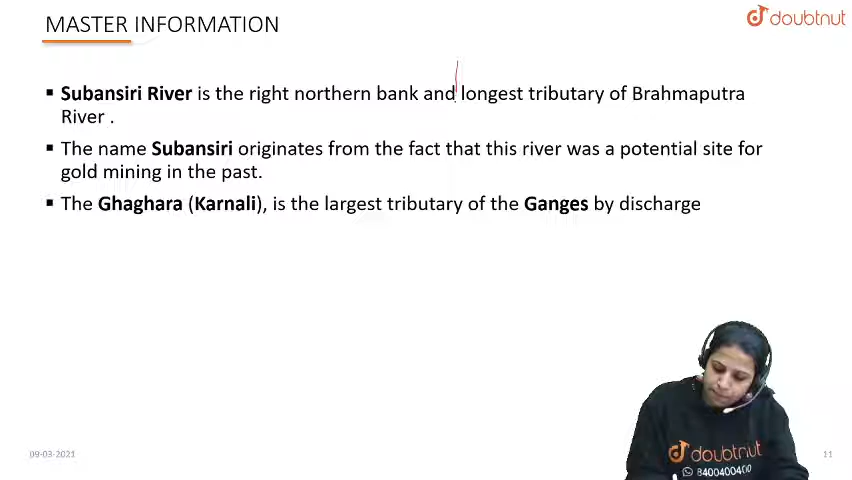 MASTER INFORMATION
doubtnut
▪ Subansiri River is the right northern bank and longest tributary of Brahmaputra
River .
▪ The name Subansiri originates from the fact that this river was a potential site for
gold mining in the past.
▪ The Ghaghara (Karnali), is the largest tributary of the Ganges by discharge
doubtnut
8400400400
09-03-2021
11